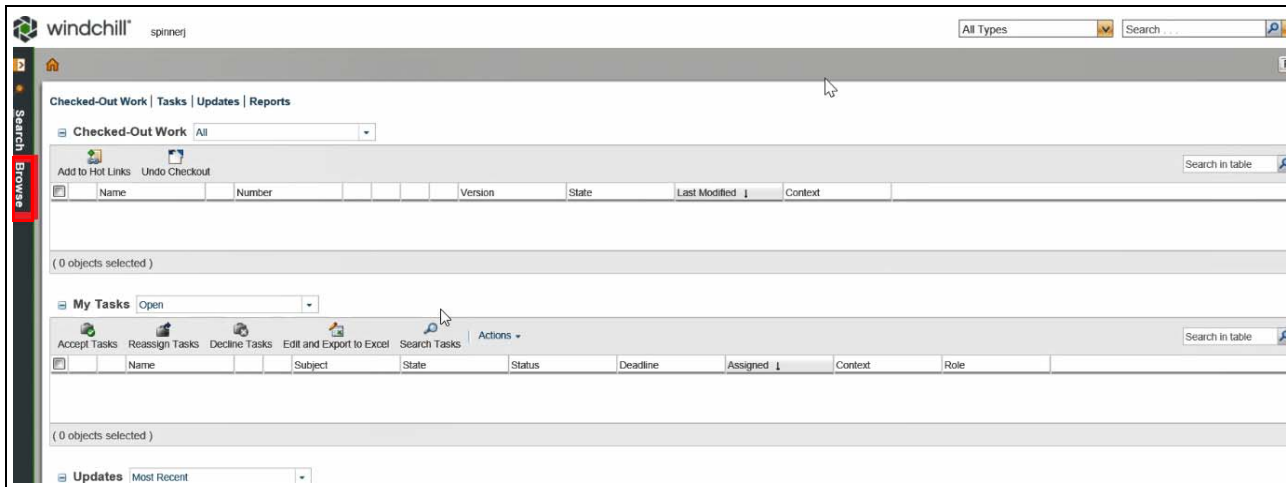 windchill® spinnerj All Types Search . . .
Search
Browse
Checked-Out Work | Tasks | Updates | Reports
Checked-Out Work All
Add to Hot Links Undo Checkout Search in table
Name Number Version State Last Modified ↓ Context
( 0 objects selected )
My Tasks Open
Accept Tasks Reassign Tasks Decline Tasks Edit and Export to Excel Search Tasks Actions Search in table
Name Subject State Status Deadline Assigned ↓ Context Role
( 0 objects selected )
Updates Most Recent